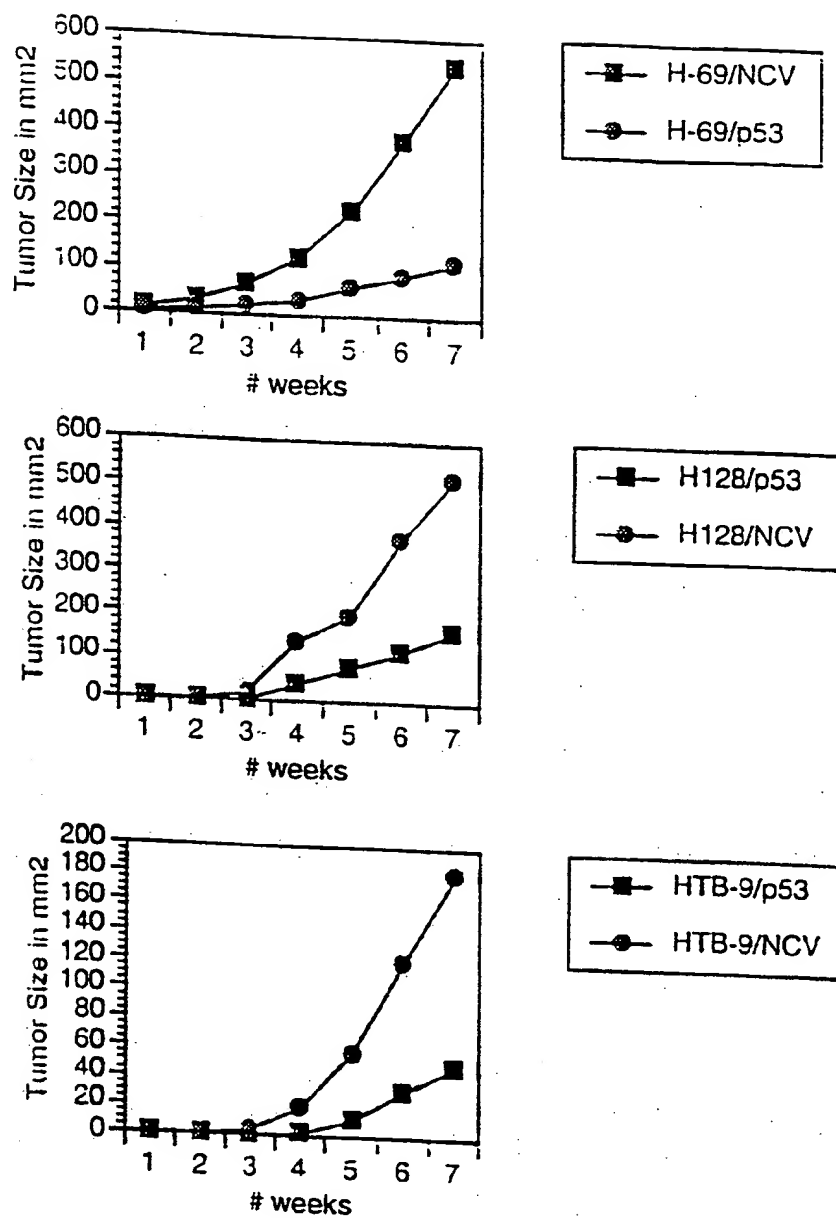 600
500
400
300
200
100
0
Tumor Size in mm2
1 2 3 4 5 6 7
# weeks
H-69/NCV
H-69/p53
600
500
400
300
200
100
0
Tumor Size in mm2
1 2 3 4 5 6 7
# weeks
H128/p53
H128/NCV
200
180
160
140
120
100
80
60
40
20
0
Tumor Size in mm2
1 2 3 4 5 6 7
# weeks
HTB-9/p53
HTB-9/NCV